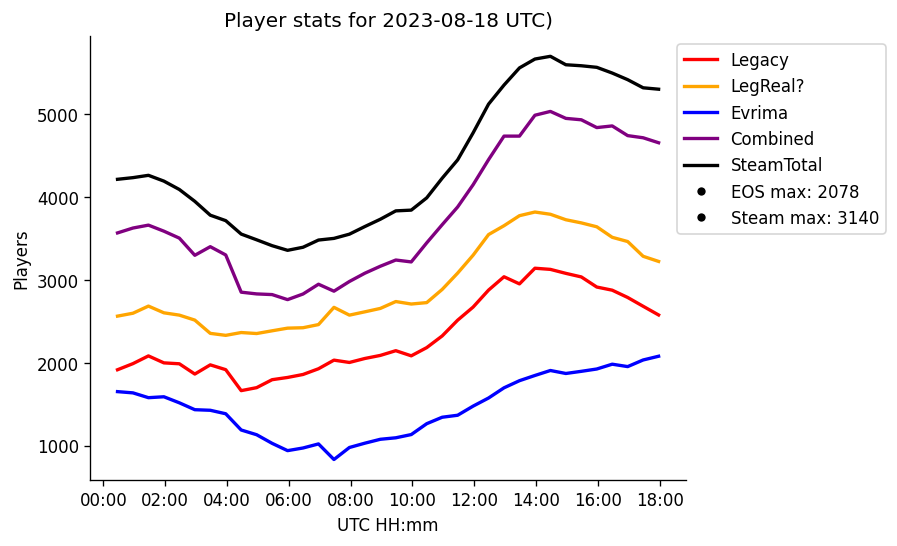 Player stats for 2023-08-18 UTC)
Legacy
LegReal?
Evrima
Combined
SteamTotal
EOS max: 2078
Steam max: 3140
Players
5000
4000
3000
2000
1000
00:00 02:00 04:00 06:00 08:00 10:00 12:00 14:00 16:00 18:00
UTC HH:mm